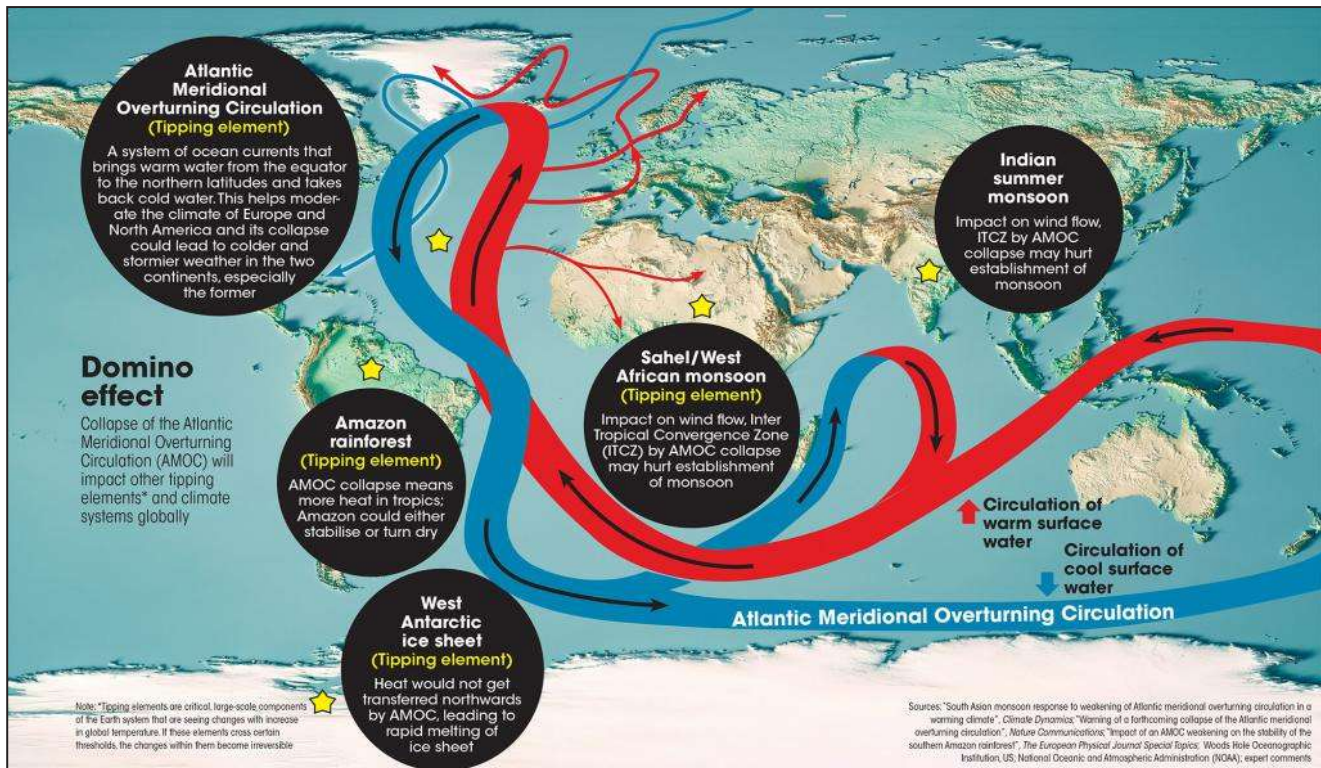 Atlantic
Meridional
Overturning Circulation
(Tipping element)
A system of ocean currents that
brings warm water from the equator
to the northern latitudes and takes
back cold water. This helps moder-
ate the climate of Europe and
North America and its collapse
could lead to colder and
stormier weather in the two
continents, especially
the former
Indian
summer
monsoon
Impact on wind flow,
ITCZ by AMOC
collapse may hurt
establishment of
monsoon
Domino
effect
Collapse of the Atlantic
Meridional Overturning
Circulation (AMOC) will
impact other tipping
elements* and climate
systems globally
Sahel/West
African monsoon
(Tipping element)
Impact on wind flow, Inter
Tropical Convergence Zone
(ITCZ) by AMOC collapse
may hurt establishment
of monsoon
Amazon
rainforest
(Tipping element)
AMOC collapse means
more heat in tropics;
Amazon could either
stabilise or turn dry
Circulation of
warm surface
water
Circulation of
cool surface
water
Atlantic Meridional Overturning Circulation
West
Antarctic
ice sheet
(Tipping element)
Heat would not get
transferred northwards
by AMOC, leading to
rapid melting of
ice sheet
Note: *Tipping elements are critical, large-scale components
of the Earth system that are seeing changes with increase
in global temperature. If these elements cross certain
thresholds, the changes within them become irreversible
Sources: "South Asian monsoon response to weakening of Atlantic meridional overturning circulation in a
warming climate", Climate Dynamics; "Warning of a forthcoming collapse of the Atlantic meridional
overturning circulation", Nature Communications; "Impact of an AMOC weakening on the stability of the
southern Amazon rainforest", The European Physical Journal Special Topics; Woods Hole Oceanographic
Institution, US; National Oceanic and Atmospheric Administration (NOAA); expert comments